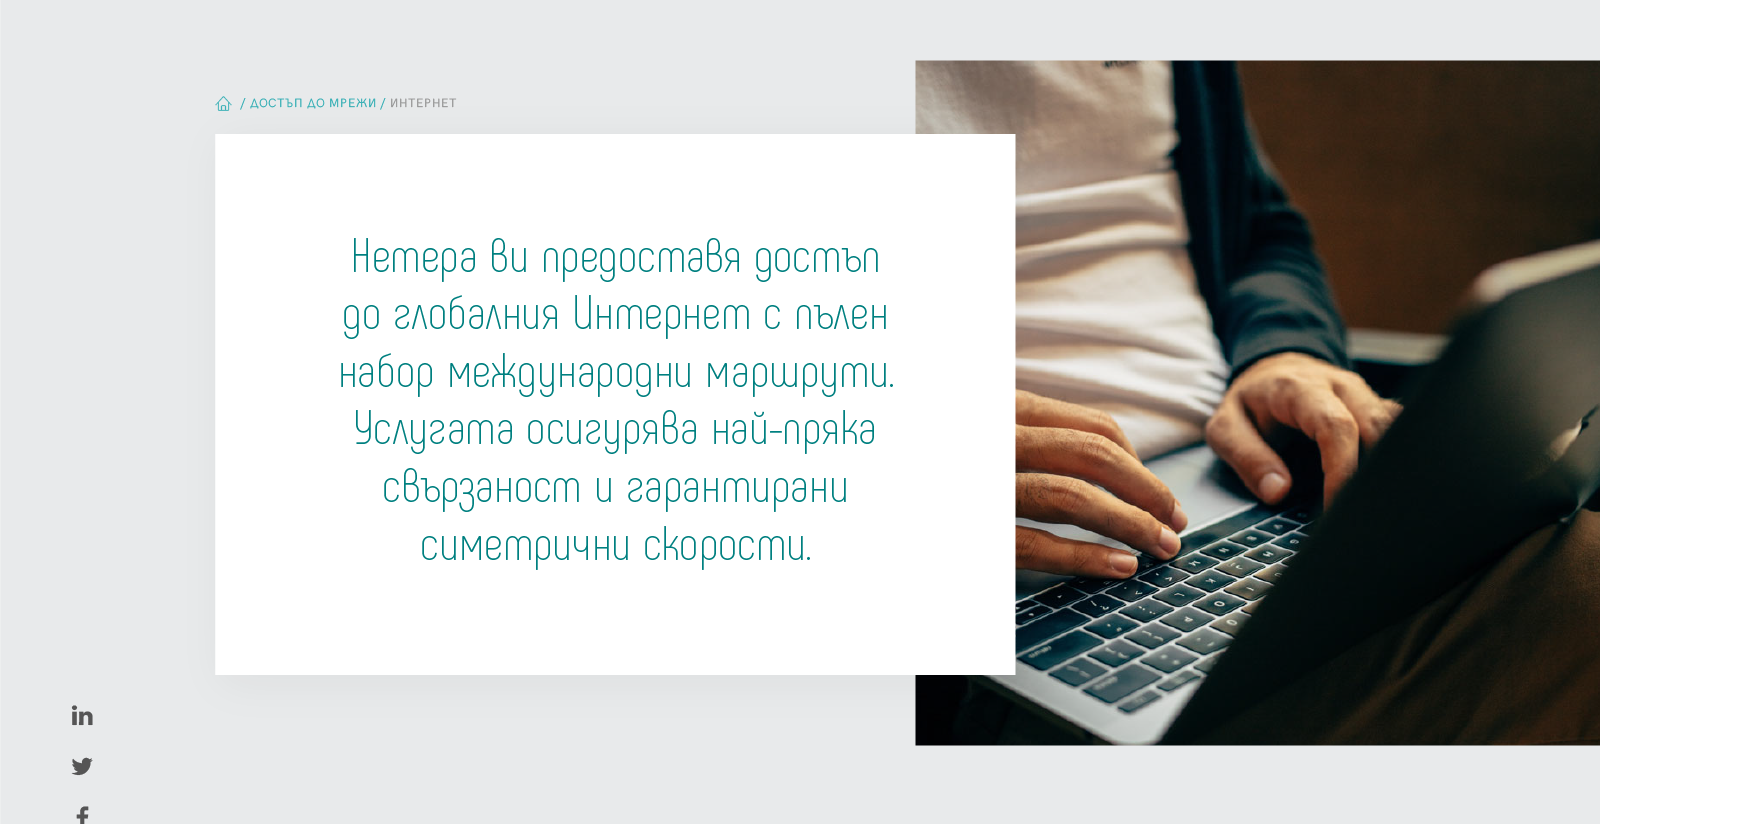 / ДОСТЪП ДО МРЕЖИ / ИНТЕРНЕТ
Нетера ви предоставя достъп
до глобалния Интернет с пълен
набор международни маршрути.
Услугата осигурява най-пряка
свързаност и гарантирани
симетрични скорости.